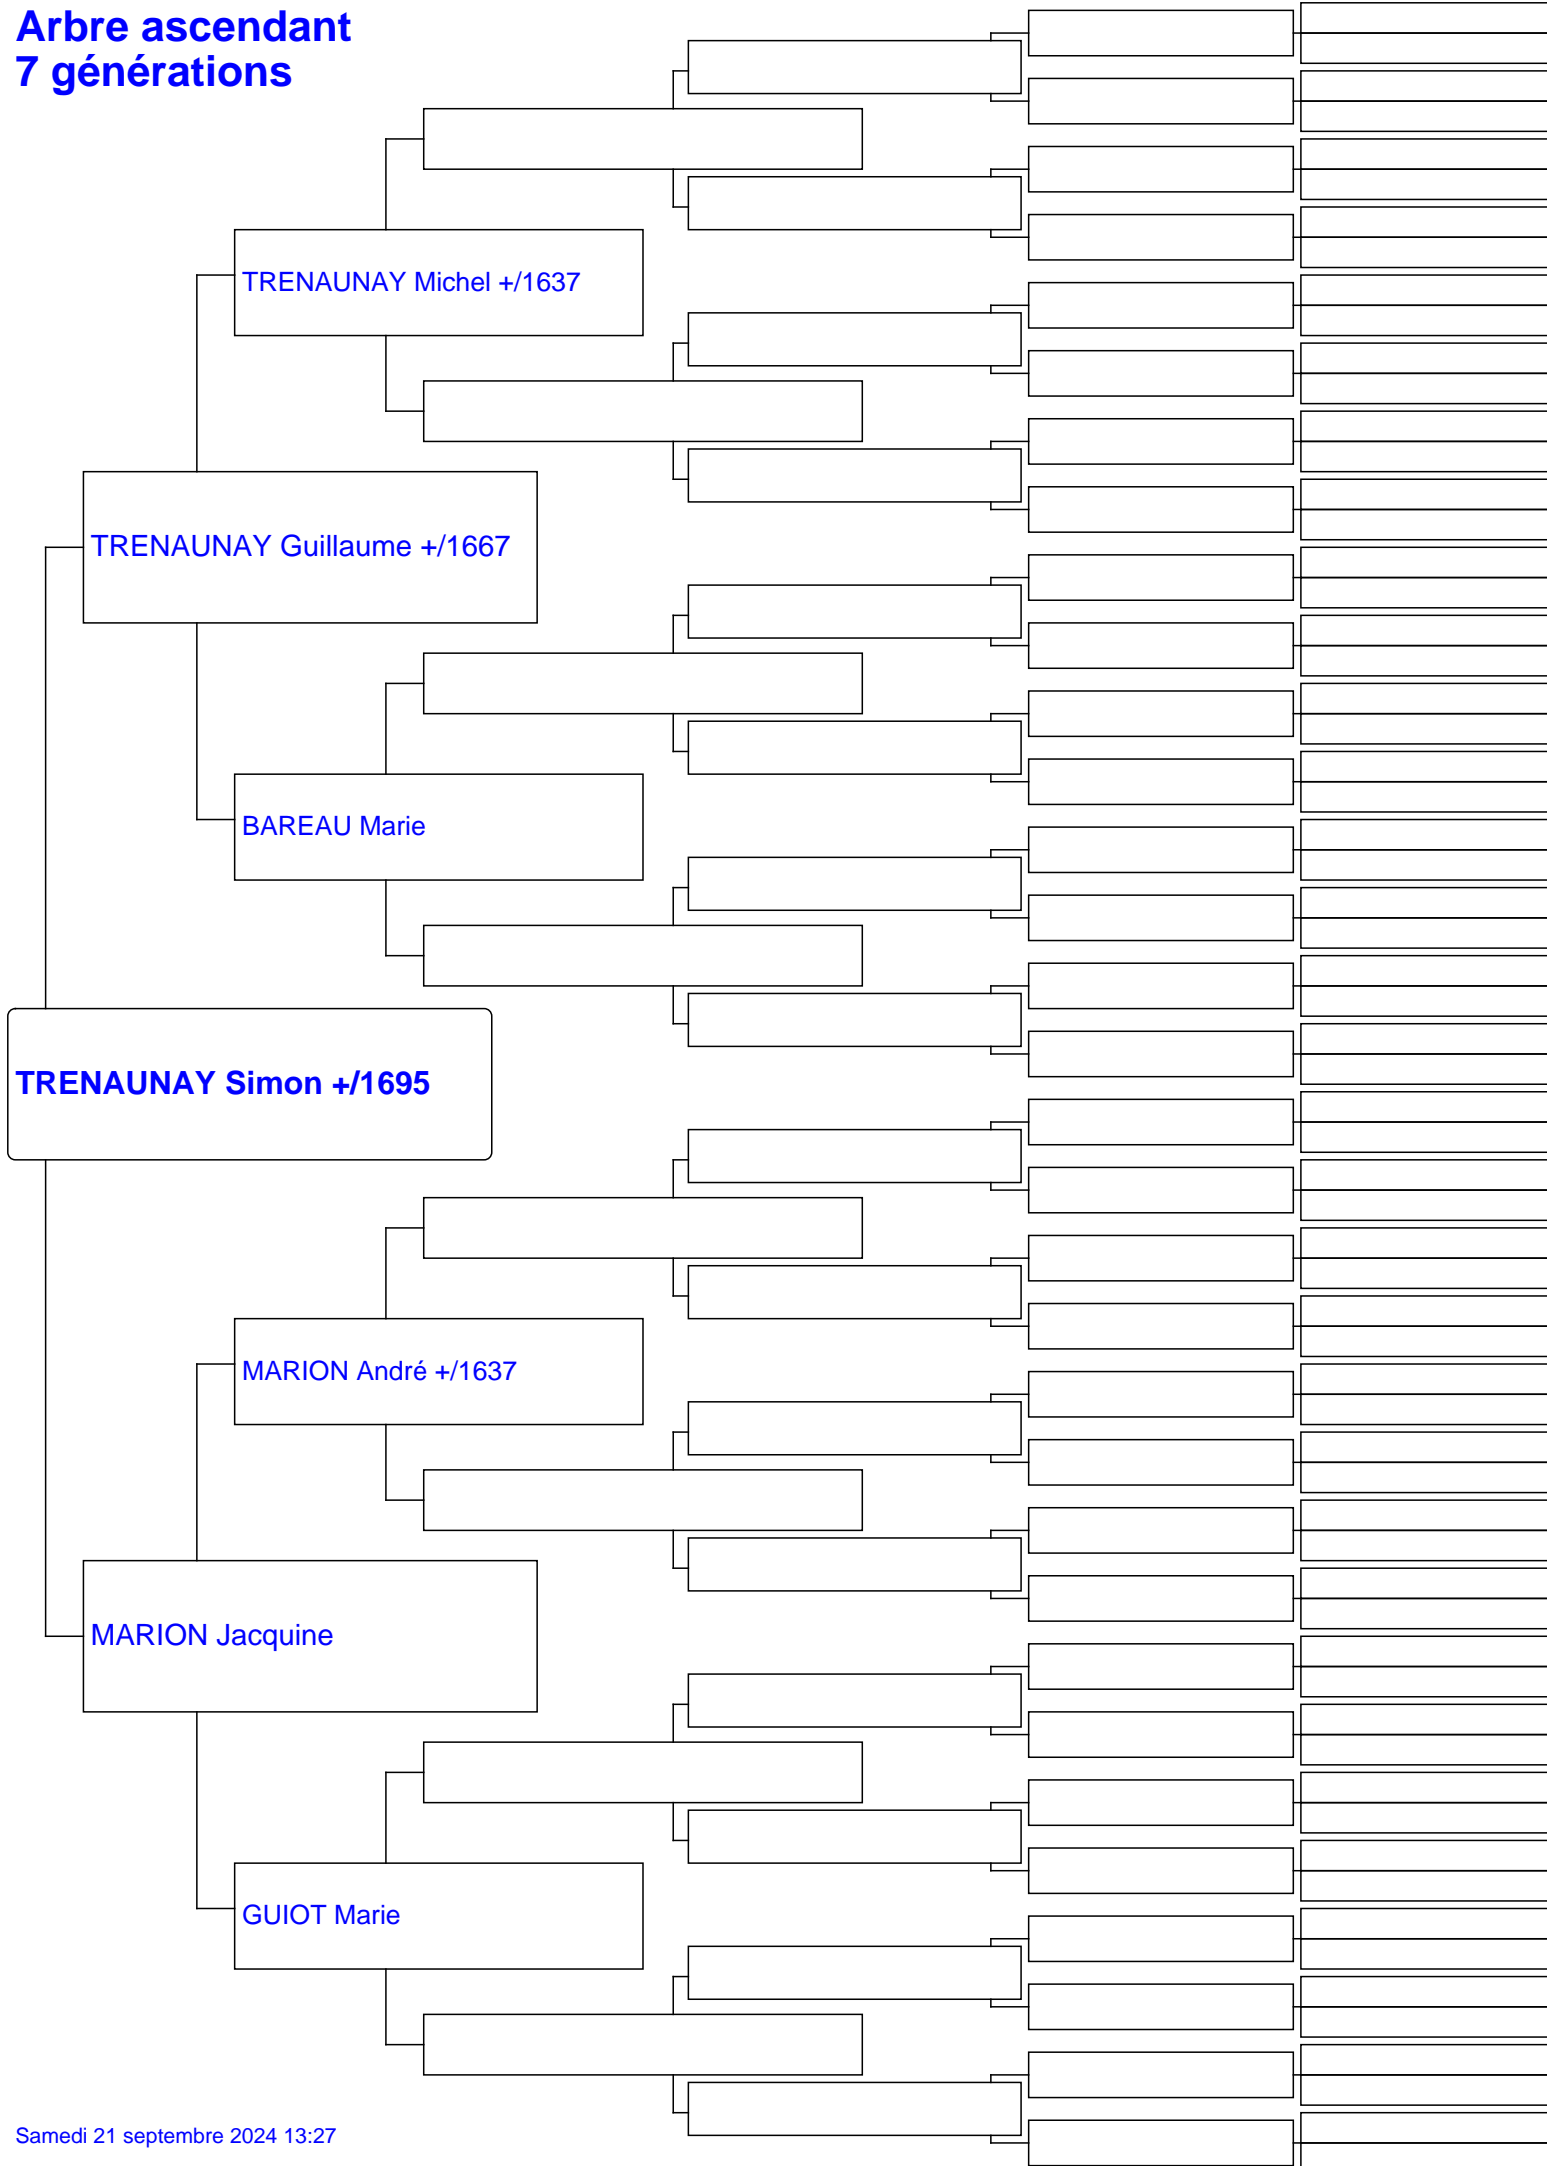 Arbre ascendant
7 générations
TRENAUNAY Michel +/1637
TRENAUNAY Guillaume +/1667
BAREAU Marie
TRENAUNAY Simon +/1695
MARION André +/1637
MARION Jacquine
GUIOT Marie
Samedi 21 septembre 2024 13:27